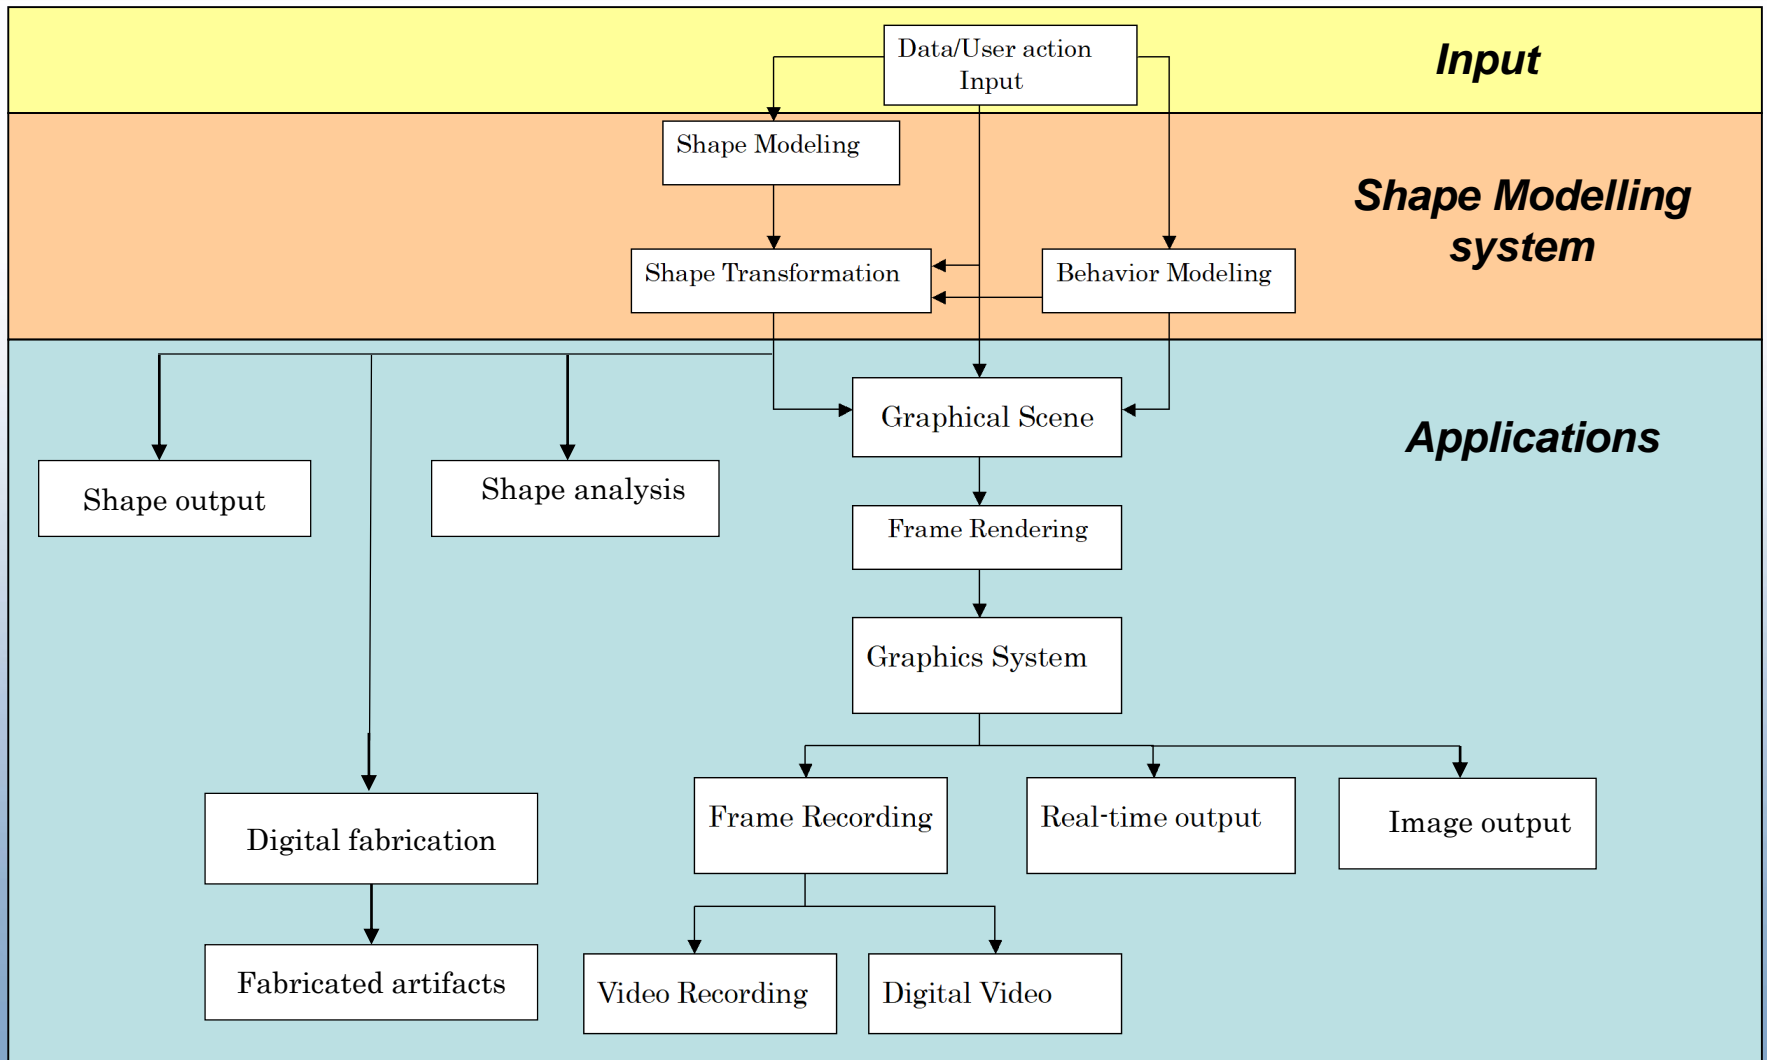 Data/User action
Input
Input
Shape Modeling
Shape Modelling
system
Shape Transformation
Behavior Modeling
Graphical Scene
Applications
Shape output
Shape analysis
Frame Rendering
Graphics System
Frame Recording
Real-time output
Image output
Digital fabrication
Fabricated artifacts
Video Recording
Digital Video